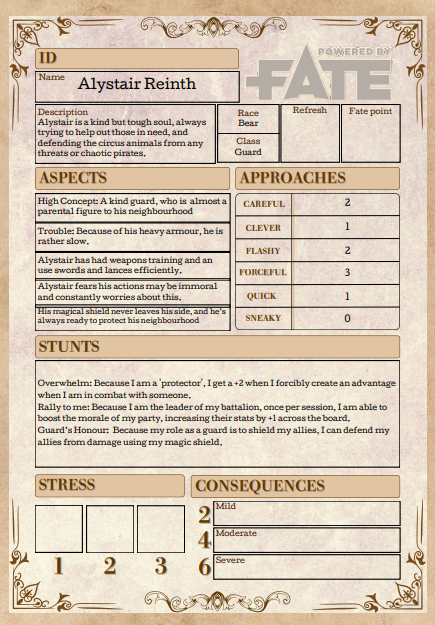 ID
POWERED BY
FATE
Name
Alystair Reinth
Description
Alystair is a kind but tough soul, always
trying to help out those in need, and
defending the circus animals from any
threats or chaotic pirates.
Race
Bear
Class
Guard
Refresh
Fate point
ASPECTS
High Concept: A kind guard, who is almost a
parental figure to his neighbourhood
Trouble: Because of his heavy armour, he is
rather slow.
Alystair has had weapons training and an
use swords and lances efficiently.
Alystair fears his actions may be immoral
and constantly worries about this.
His magical shield never leaves his side, and he's
always ready to protect his neighbourhood
APPROACHES
CAREFUL 2
CLEVER 1
FLASHY 2
FORCEFUL 3
QUICK 1
SNEAKY 0
STUNTS
Overwhelm: Because I am a 'protector', I get a +2 when I forcibly create an advantage
when I am in combat with someone.
Rally to me: Because I am the leader of my battalion, once per session, I am able to
boost the morale of my party, increasing their stats by +1 across the board.
Guard's Honour: Because my role as a guard is to shield my allies, I can defend my
allies from damage using my magic shield.
STRESS
1 2 3
CONSEQUENCES
2 Mild
4 Moderate
6 Severe